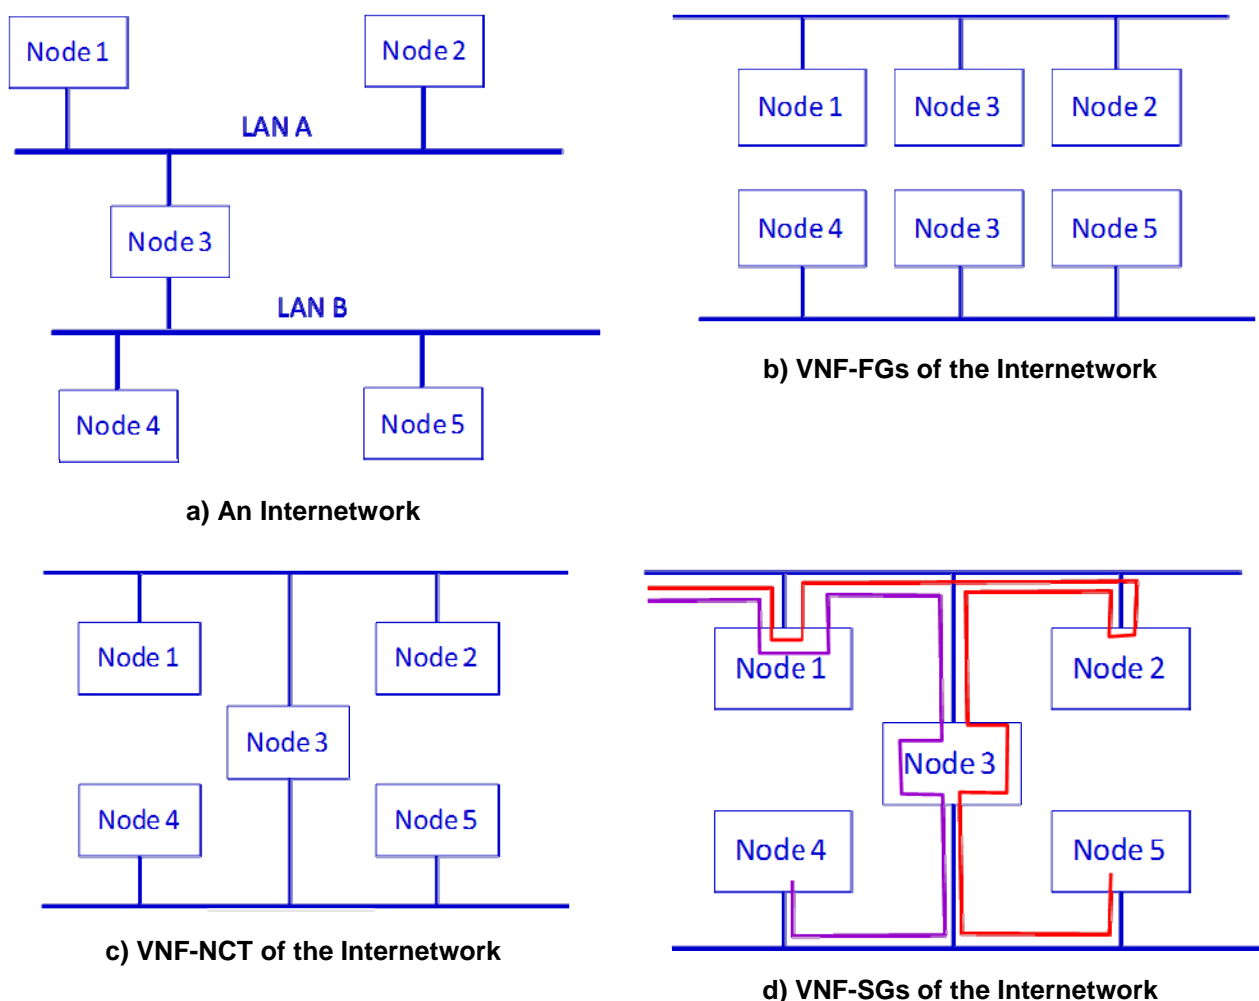 Node 1
Node 2
LAN A
Node 3
LAN B
Node 4
Node 5
a) An Internetwork
Node 1
Node 3
Node 2
Node 4
Node 3
Node 5
b) VNF-FGs of the Internetwork
Node 1
Node 2
Node 3
Node 4
Node 5
c) VNF-NCT of the Internetwork
Node 1
Node 2
Node 3
Node 4
Node 5
d) VNF-SGs of the Internetwork